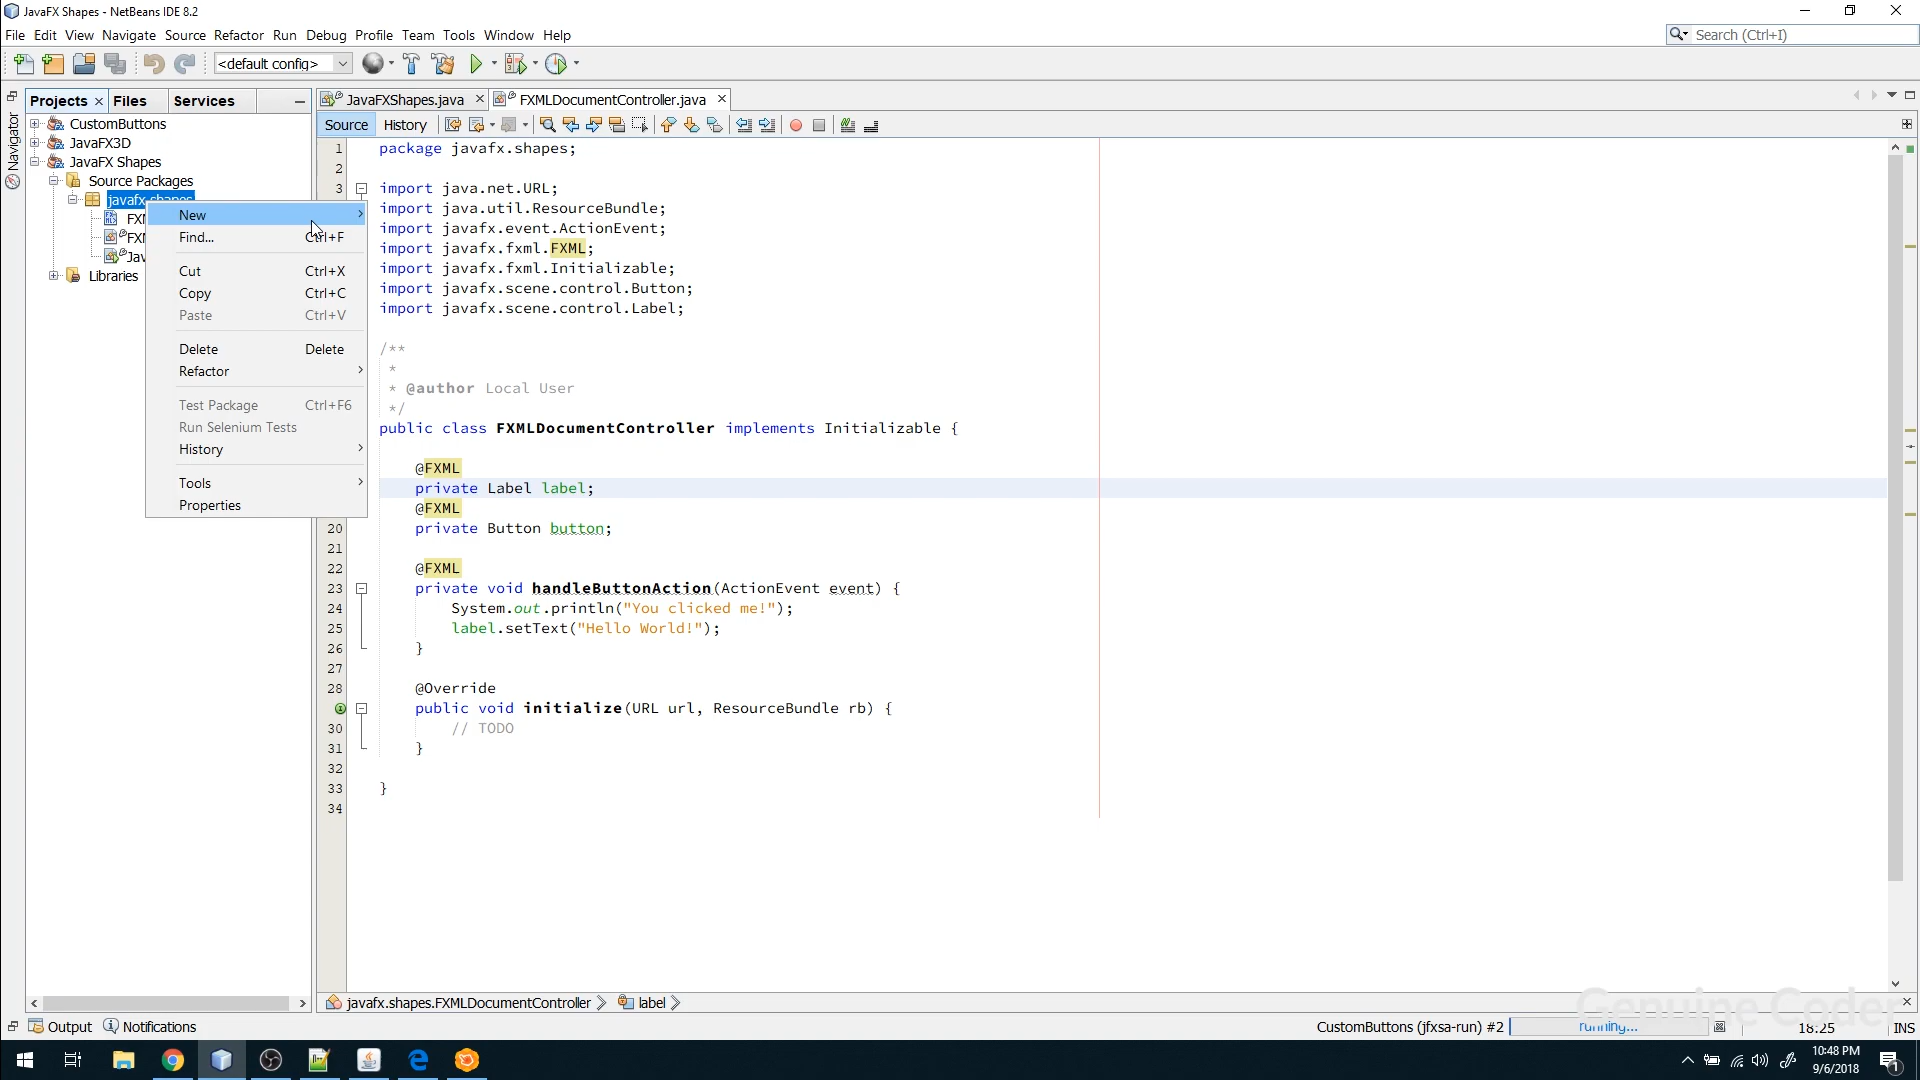 JavaFX Shapes - NetBeans IDE 8.2
File Edit View Navigate Source Refactor Run Debug Profile Team Tools Window Help
Search (Ctrl+I)
<default config>
Projects Files Services
JavaFXShapes.java FXMLDocumentController.java
Source History
Navigator
CustomButtons
JavaFX3D
JavaFX Shapes
Source Packages
javafx.shapes
FXM
FXM
Jav
Libraries
New
Find... Ctrl+F
Cut Ctrl+X
Copy Ctrl+C
Paste Ctrl+V
Delete Delete
Refactor
Test Package Ctrl+F6
Run Selenium Tests
History
Tools
Properties
1 package javafx.shapes;
2
3 import java.net.URL;
import java.util.ResourceBundle;
import javafx.event.ActionEvent;
import javafx.fxml.FXML;
import javafx.fxml.Initializable;
import javafx.scene.control.Button;
import javafx.scene.control.Label;
/**
*
* @author Local User
*/
public class FXMLDocumentController implements Initializable {
@FXML
private Label label;
@FXML
20 private Button button;
21
22 @FXML
23 private void handleButtonAction(ActionEvent event) {
24 System.out.println("You clicked me!");
25 label.setText("Hello World!");
26 }
27
28 @Override
public void initialize(URL url, ResourceBundle rb) {
30 // TODO
31 }
32
33 }
34
javafx.shapes.FXMLDocumentController label
Genuine Coder
Output Notifications
CustomButtons (jfxsa-run) #2 running... 18:25 INS
10:48 PM
9/6/2018
1